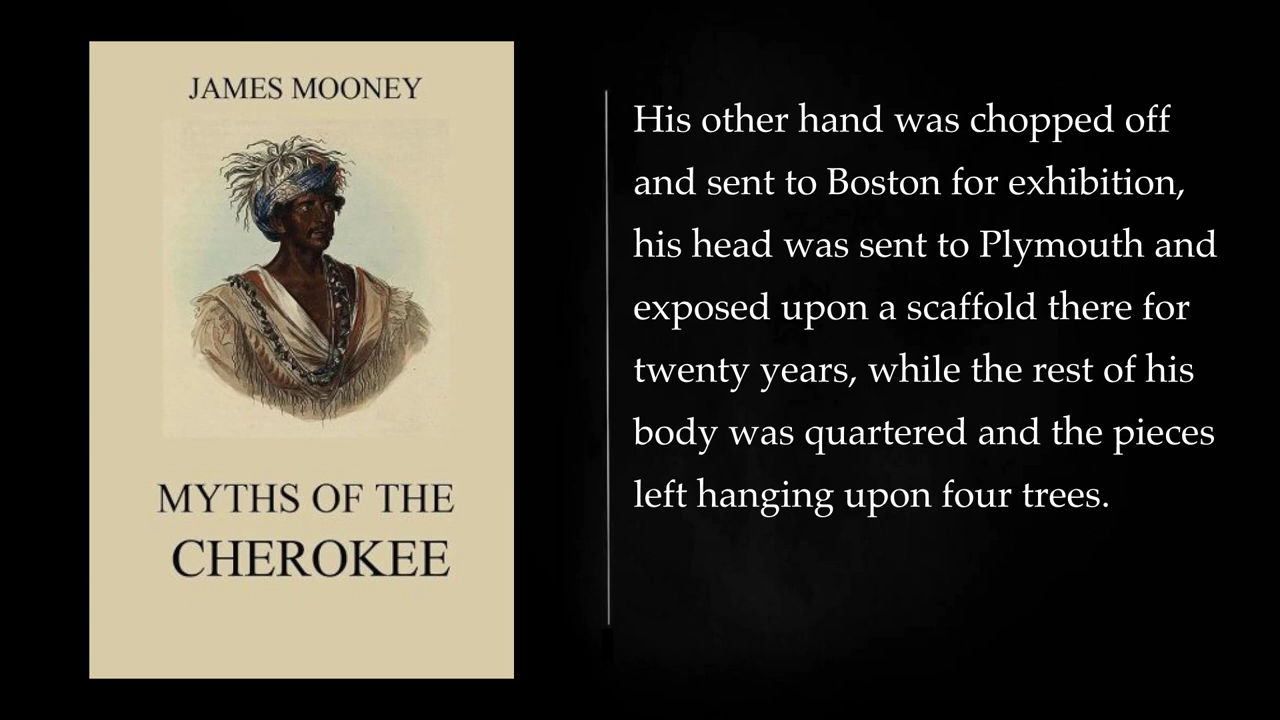 JAMES MOONEY
MYTHS OF THE
CHEROKEE
His other hand was chopped off
and sent to Boston for exhibition,
his head was sent to Plymouth and
exposed upon a scaffold there for
twenty years, while the rest of his
body was quartered and the pieces
left hanging upon four trees.